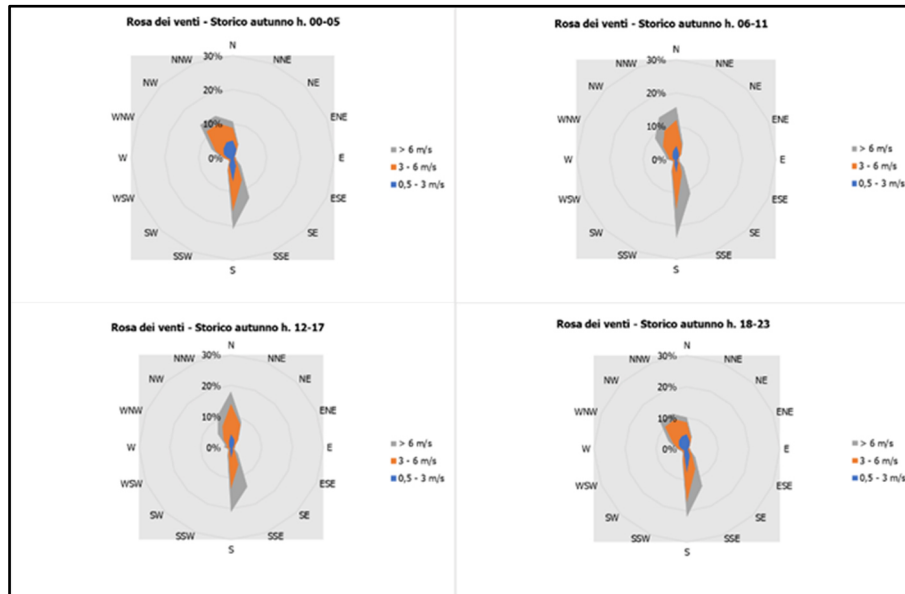 Rosa dei venti - Storico autunno h. 00-05
N
30%
NNW
NNE
NW
20%
NE
WNW
10%
ENE
W
0%
E
WSW
ESE
SW
SE
SSW
SSE
S
> 6 m/s
3 - 6 m/s
0,5 - 3 m/s
Rosa dei venti - Storico autunno h. 06-11
N
30%
NNW
NNE
NW
20%
NE
WNW
10%
ENE
W
0%
E
WSW
ESE
SW
SE
SSW
SSE
S
> 6 m/s
3 - 6 m/s
0,5 - 3 m/s
Rosa dei venti - Storico autunno h. 12-17
N
30%
NNW
NNE
NW
20%
NE
WNW
10%
ENE
W
0%
E
WSW
ESE
SW
SE
SSW
SSE
S
> 6 m/s
3 - 6 m/s
0,5 - 3 m/s
Rosa dei venti - Storico autunno h. 18-23
N
30%
NNW
NNE
NW
20%
NE
WNW
10%
ENE
W
0%
E
WSW
ESE
SW
SE
SSW
SSE
S
> 6 m/s
3 - 6 m/s
0,5 - 3 m/s